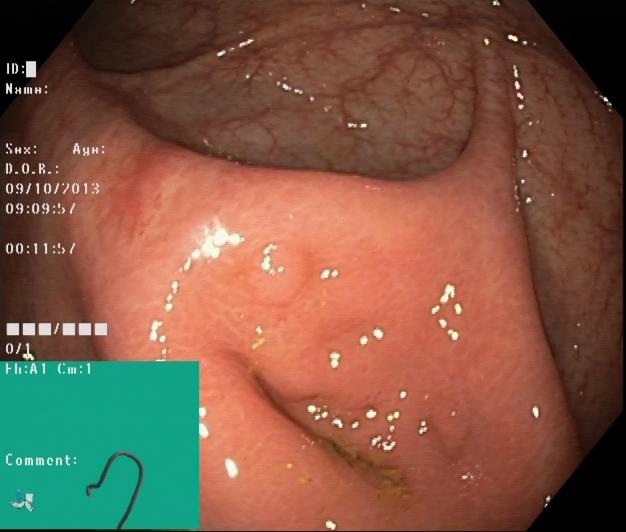 ID:
Name:
Sex: Age:
D.O.B.:
09/10/2013
09:09:57
00:11:57
/
0/1
Eh:A1 Cm:1
Comment: